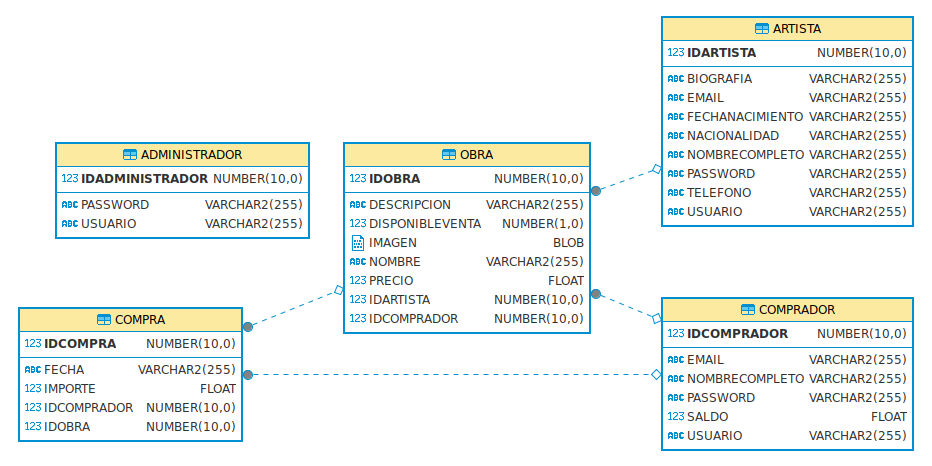 ARTISTA
123 IDARTISTA NUMBER(10,0)
ABC BIOGRAFIA VARCHAR2(255)
ABC EMAIL VARCHAR2(255)
ABC FECHANACIMIENTO VARCHAR2(255)
ABC NACIONALIDAD VARCHAR2(255)
ABC NOMBRECOMPLETO VARCHAR2(255)
ABC PASSWORD VARCHAR2(255)
ABC TELEFONO VARCHAR2(255)
ABC USUARIO VARCHAR2(255)
ADMINISTRADOR
123 IDADMINISTRADOR NUMBER(10,0)
ABC PASSWORD VARCHAR2(255)
ABC USUARIO VARCHAR2(255)
OBRA
123 IDOBRA NUMBER(10,0)
ABC DESCRIPCION VARCHAR2(255)
123 DISPONIBLEVENTA NUMBER(1,0)
IMAGEN BLOB
ABC NOMBRE VARCHAR2(255)
123 PRECIO FLOAT
123 IDARTISTA NUMBER(10,0)
123 IDCOMPRADOR NUMBER(10,0)
COMPRA
123 IDCOMPRA NUMBER(10,0)
ABC FECHA VARCHAR2(255)
123 IMPORTE FLOAT
123 IDCOMPRADOR NUMBER(10,0)
123 IDOBRA NUMBER(10,0)
COMPRADOR
123 IDCOMPRADOR NUMBER(10,0)
ABC EMAIL VARCHAR2(255)
ABC NOMBRECOMPLETO VARCHAR2(255)
ABC PASSWORD VARCHAR2(255)
123 SALDO FLOAT
ABC USUARIO VARCHAR2(255)